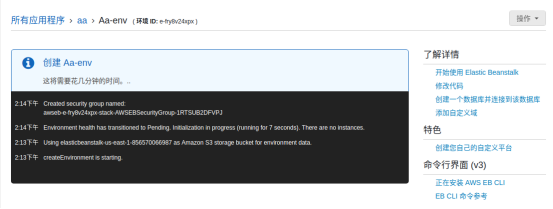 所有应用程序 › aa › Aa-env ( 环境 ID: e-fry8v24xpx )
操作
创建 Aa-env
这将需要花几分钟的时间。..
2:14下午 Created security group named:
awseb-e-fry8v24xpx-stack-AWSEBSecurityGroup-1RTSUB2DFVPJ
2:14下午 Environment health has transitioned to Pending. Initialization in progress (running for 7 seconds). There are no instances.
2:13下午 Using elasticbeanstalk-us-east-1-856570066987 as Amazon S3 storage bucket for environment data.
2:13下午 createEnvironment is starting.
了解详情
开始使用 Elastic Beanstalk
修改代码
创建一个数据库并连接到该数据库
添加自定义域
特色
创建您自己的自定义平台
命令行界面 (v3)
正在安装 AWS EB CLI
EB CLI 命令参考